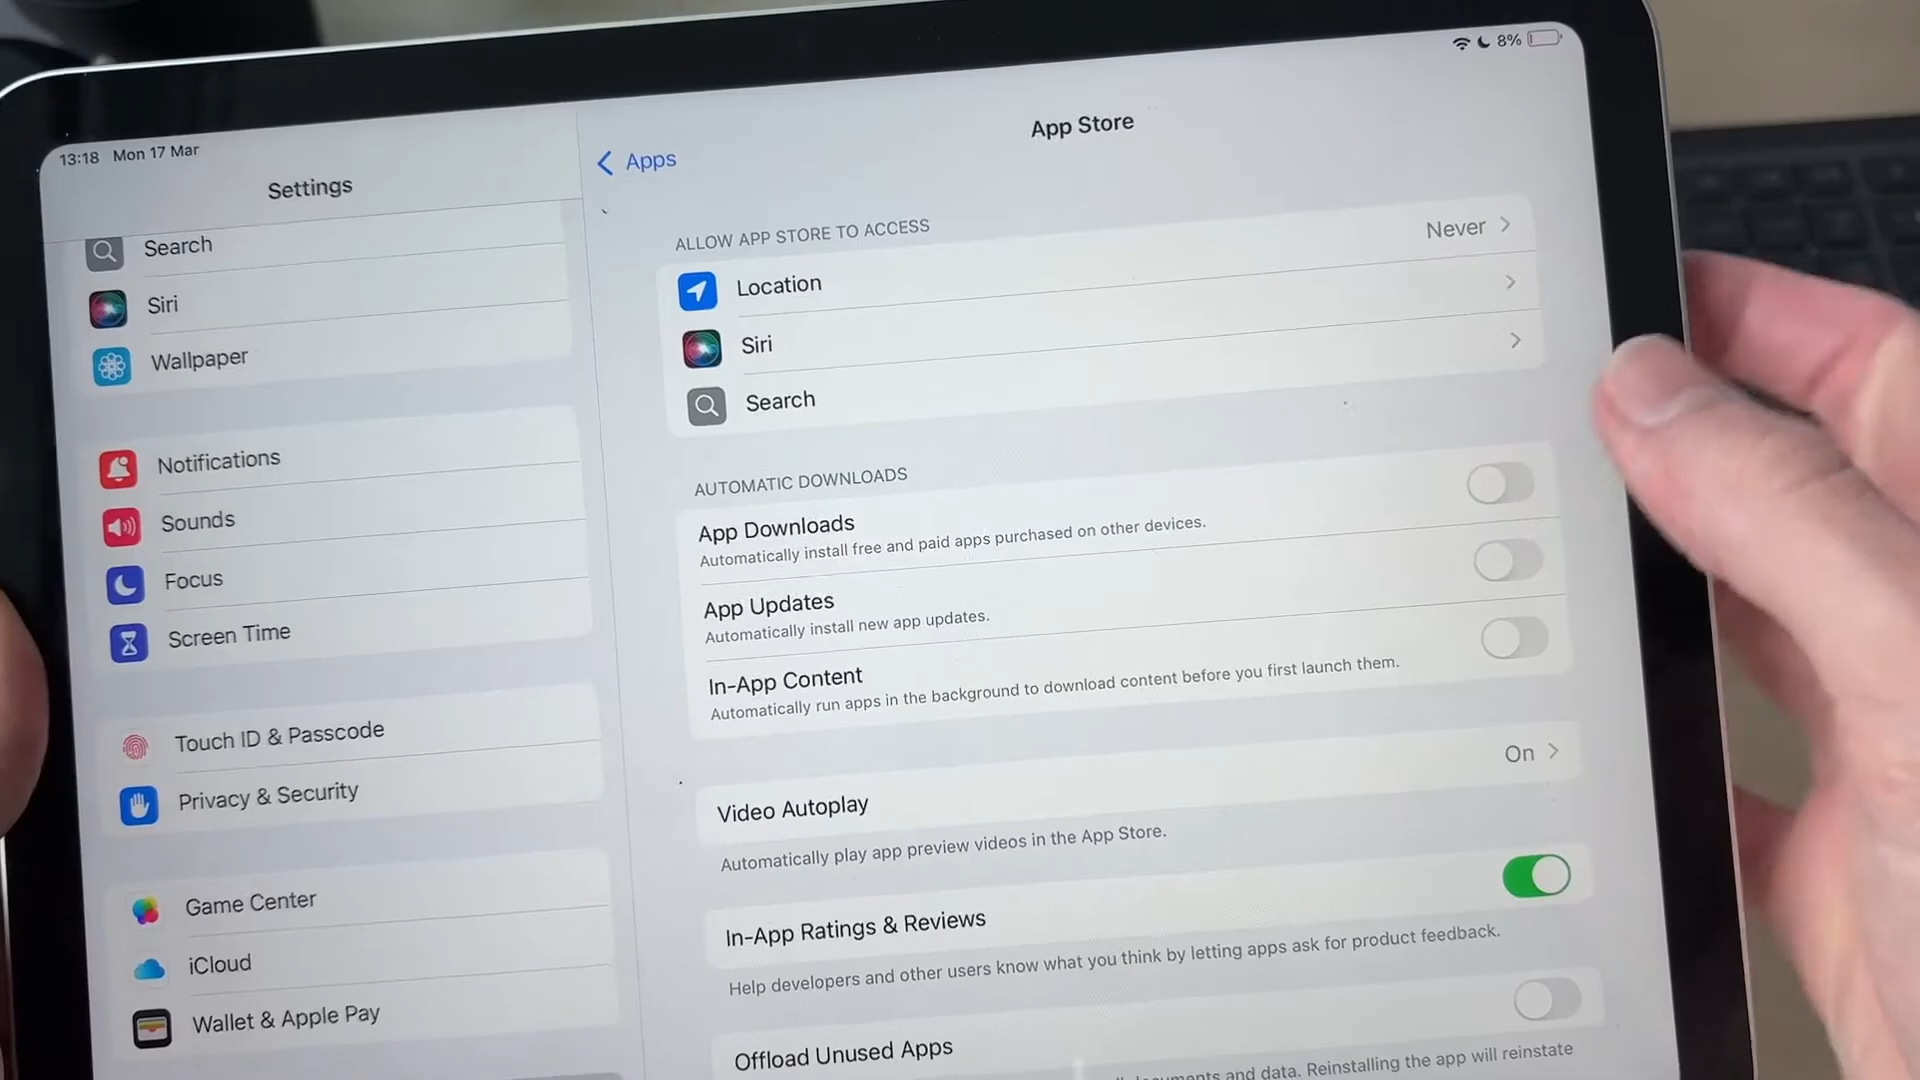 13:18 Mon 17 Mar
8%
Settings
Search
Siri
Wallpaper
Notifications
Sounds
Focus
Screen Time
Touch ID & Passcode
Privacy & Security
Game Center
iCloud
Wallet & Apple Pay
Apps
App Store
ALLOW APP STORE TO ACCESS
Location Never
Siri
Search
AUTOMATIC DOWNLOADS
App Downloads
Automatically install free and paid apps purchased on other devices.
App Updates
Automatically install new app updates.
In-App Content
Automatically run apps in the background to download content before you first launch them.
Video Autoplay On
Automatically play app preview videos in the App Store.
In-App Ratings & Reviews
Help developers and other users know what you think by letting apps ask for product feedback.
Offload Unused Apps
and data. Reinstalling the app will reinstate